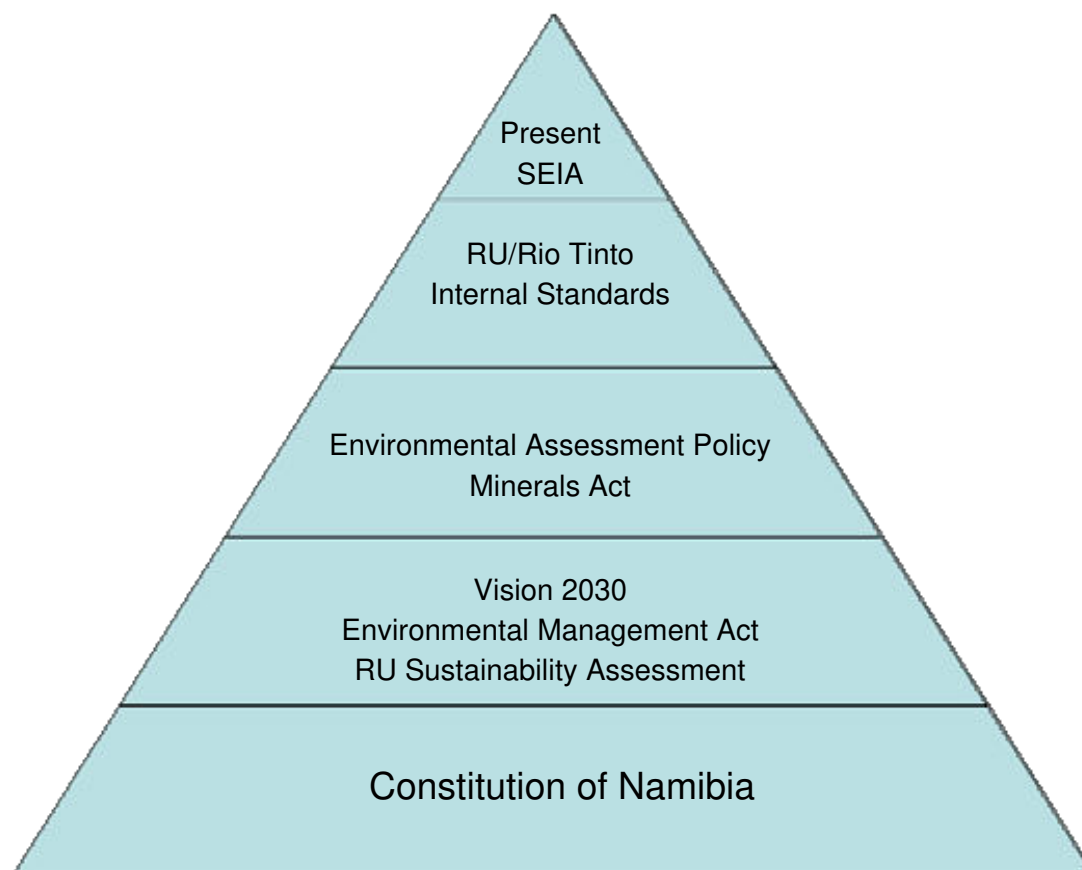 Present
SEIA
RU/Rio Tinto
Internal Standards
Environmental Assessment Policy
Minerals Act
Vision 2030
Environmental Management Act
RU Sustainability Assessment
Constitution of Namibia